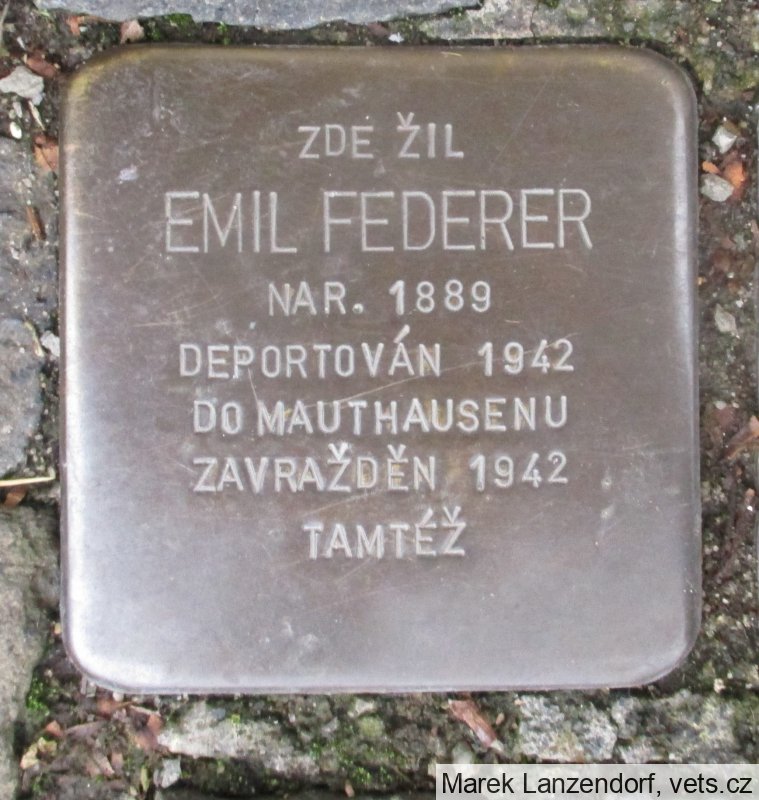 ZDE ŽIL
EMIL FEDERER
NAR. 1889
DEPORTOVÁN 1942
DO MAUTHAUSENU
ZAVRAŽDĚN 1942
TAMTÉŽ
Marek Lanzendorf, vets.cz